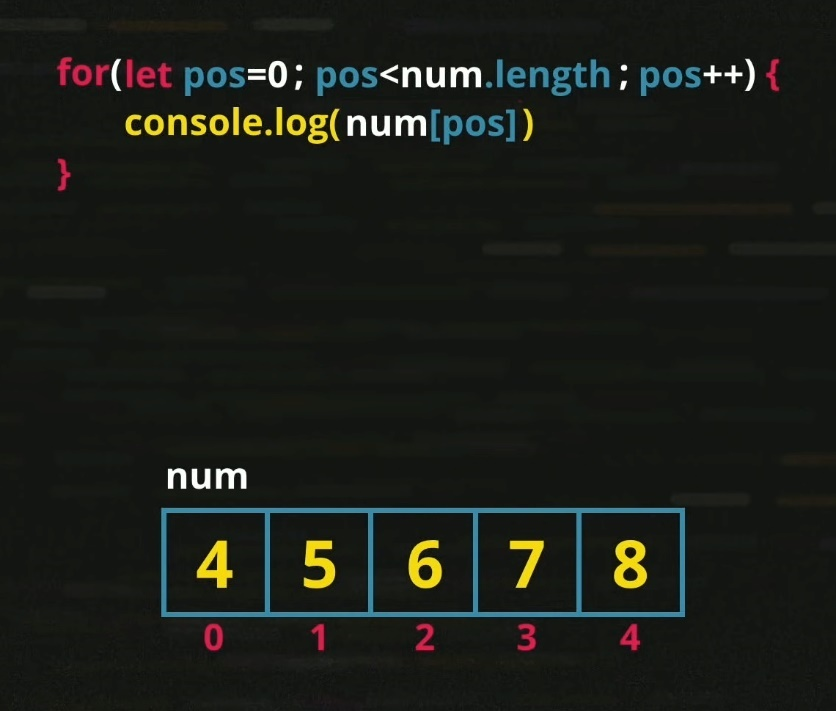 for(let pos=0; pos<num.length; pos++) {
console.log(num[pos])
}
num
4 5 6 7 8
0 1 2 3 4